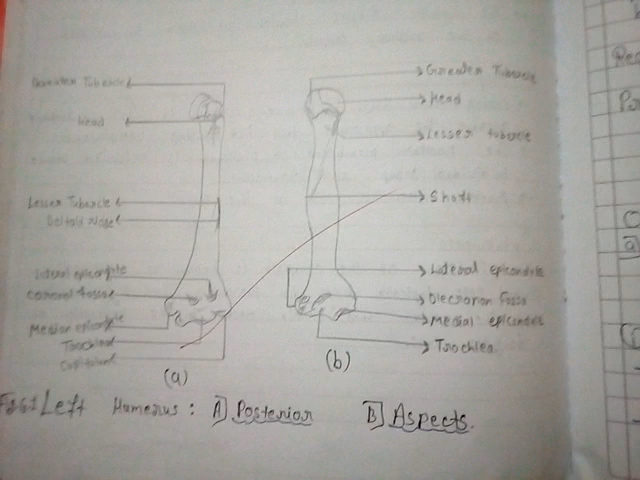 Greater Tubercle
Head
Lesser Tubercle
Deltoid Ridge
Lateral epicondyle
Coronoid fossa
Medial epicondyle
Trochlea
Capitulum
(a)
Greater Tubercle
Head
Lesser tubercle
Shaft
Lateral epicondyle
Olecranon Fossa
Medial epicondyle
Trochlea
(b)
Left Humerus : A] Posterior B] Aspects.